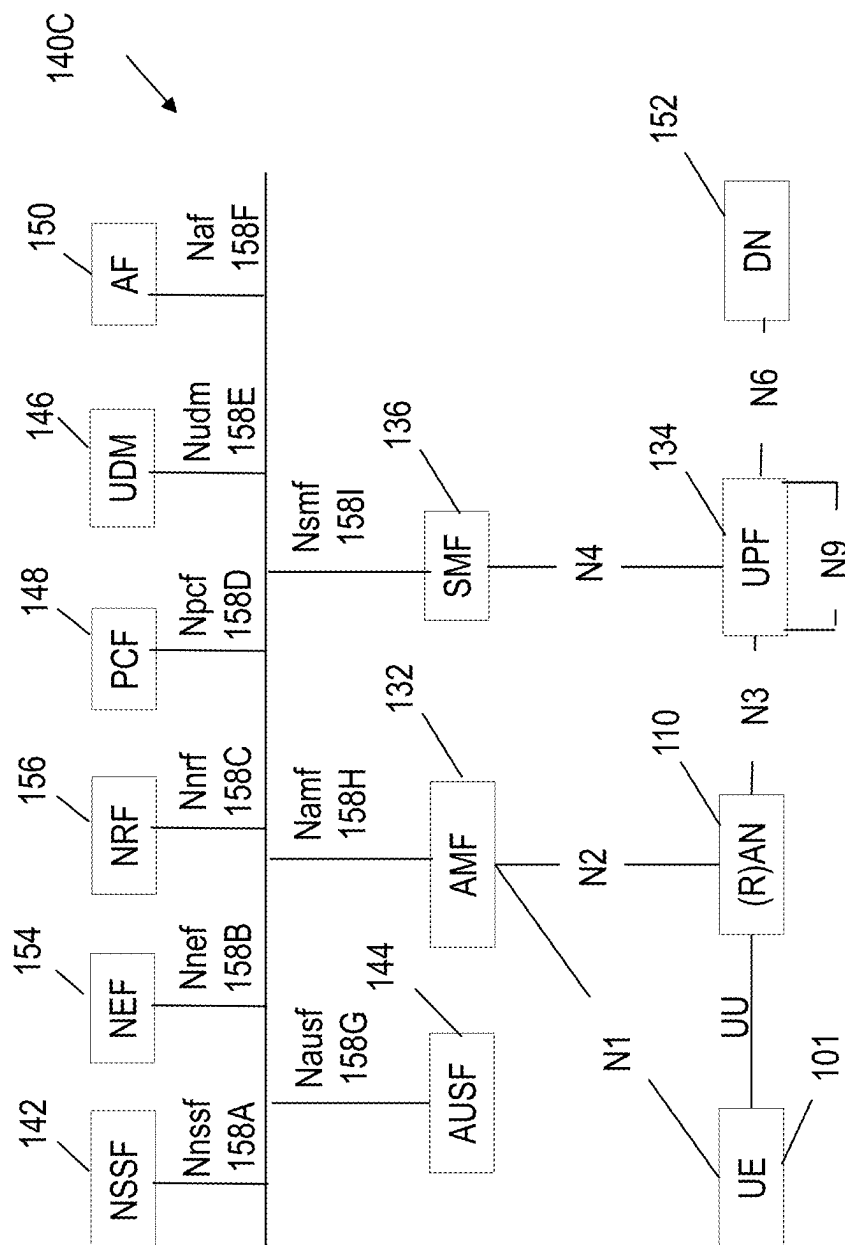 140C
142
154
156
148
146
150
NSSF
NEF
NRF
PCF
UDM
AF
Nnssf
158A
Nnef
158B
Nnrf
158C
Npcf
158D
Nudm
158E
Naf
158F
Nausf
158G
Namf
158H
Nsmf
158I
144
132
136
AUSF
AMF
SMF
N1
N2
N4
110
134
152
UE
UU
(R)AN
N3
UPF
N6
DN
101
N9